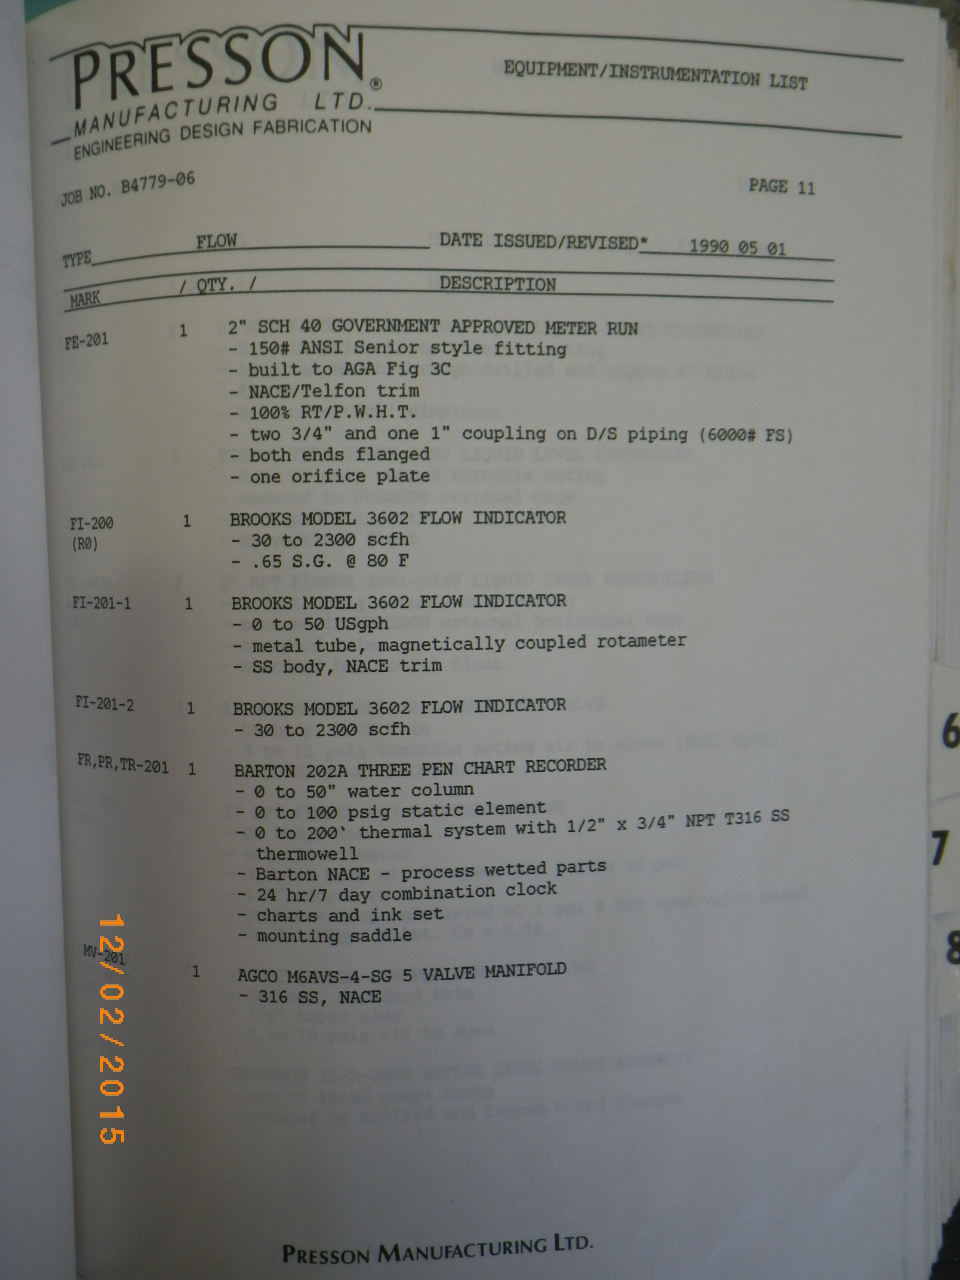 PRESSON®
MANUFACTURING LTD.
ENGINEERING DESIGN FABRICATION
EQUIPMENT/INSTRUMENTATION LIST
JOB NO. B4779-06
PAGE 11
TYPE FLOW DATE ISSUED/REVISED* 1990 05 01
MARK / QTY. / DESCRIPTION
FE-201 1 2" SCH 40 GOVERNMENT APPROVED METER RUN
- 150# ANSI Senior style fitting
- built to AGA Fig 3C
- NACE/Telfon trim
- 100% RT/P.W.H.T.
- two 3/4" and one 1" coupling on D/S piping (6000# FS)
- both ends flanged
- one orifice plate
FI-200 1 BROOKS MODEL 3602 FLOW INDICATOR
(R0) - 30 to 2300 scfh
- .65 S.G. @ 80 F
FI-201-1 1 BROOKS MODEL 3602 FLOW INDICATOR
- 0 to 50 USgph
- metal tube, magnetically coupled rotameter
- SS body, NACE trim
FI-201-2 1 BROOKS MODEL 3602 FLOW INDICATOR
- 30 to 2300 scfh
FR,PR,TR-201 1 BARTON 202A THREE PEN CHART RECORDER
- 0 to 50" water column
- 0 to 100 psig static element
- 0 to 200` thermal system with 1/2" x 3/4" NPT T316 SS
thermowell
- Barton NACE - process wetted parts
- 24 hr/7 day combination clock
- charts and ink set
- mounting saddle
MV-201 1 AGCO M6AVS-4-SG 5 VALVE MANIFOLD
- 316 SS, NACE
PRESSON MANUFACTURING LTD.
6
7
8
12/02/2015